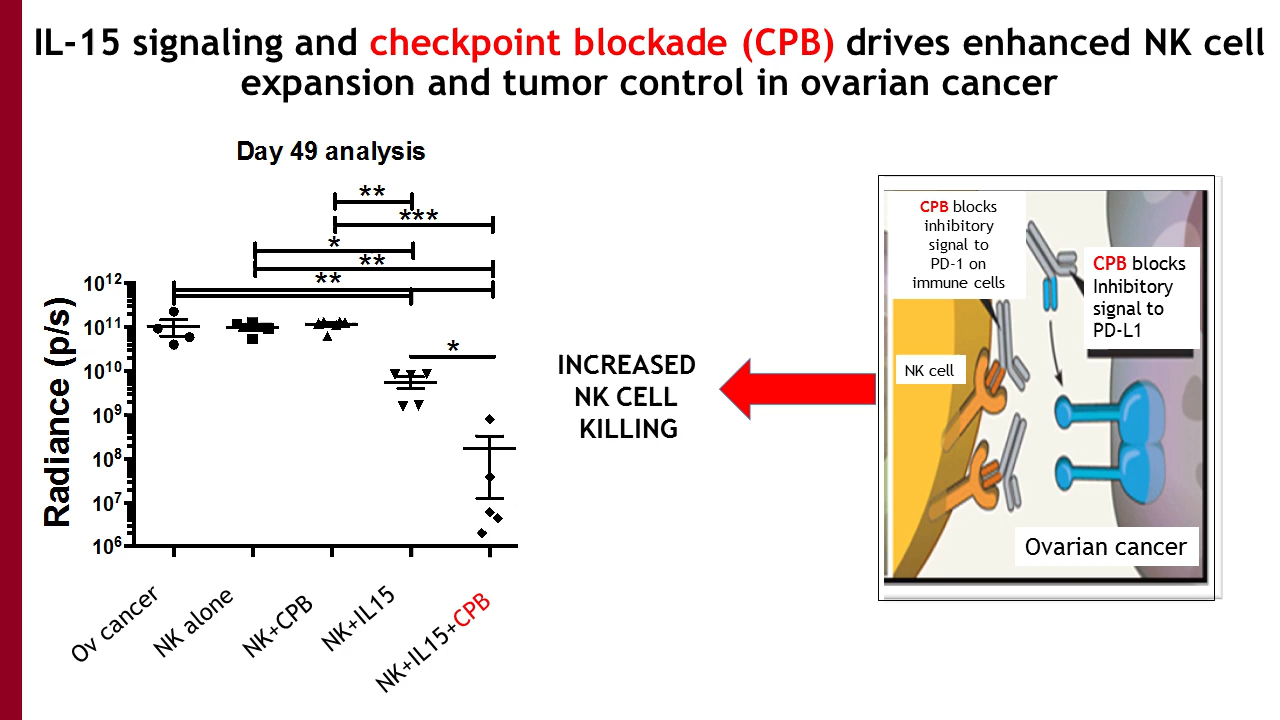 IL-15 signaling and checkpoint blockade (CPB) drives enhanced NK cell
expansion and tumor control in ovarian cancer
Day 49 analysis
**
***
*
**
**
*
Radiance (p/s)
10¹²
10¹¹
10¹⁰
10⁹
10⁸
10⁷
10⁶
Ov cancer
NK alone
NK+CPB
NK+IL15
NK+IL15+CPB
INCREASED
NK CELL
KILLING
CPB blocks
inhibitory
signal to
PD-1 on
immune cells
CPB blocks
Inhibitory
signal to
PD-L1
NK cell
Ovarian cancer